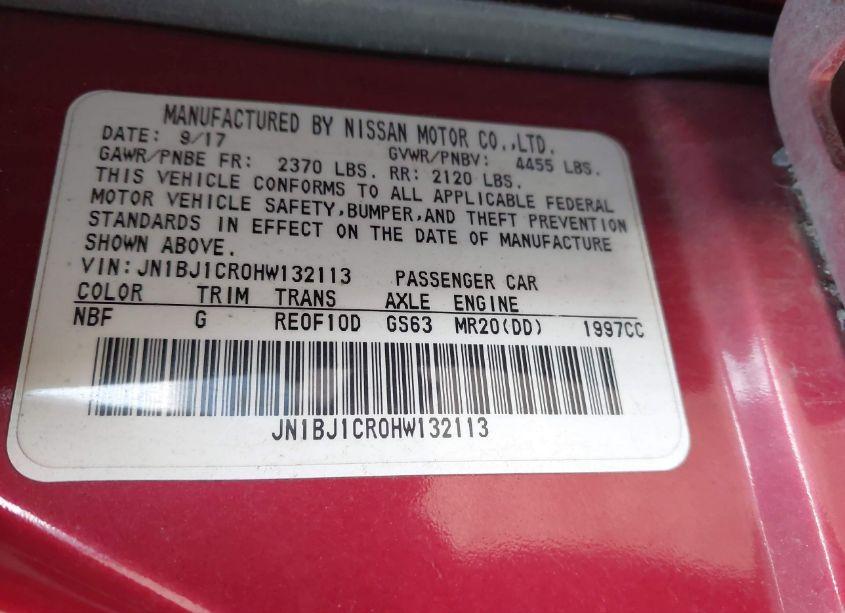 MANUFACTURED BY NISSAN MOTOR CO.,LTD.
DATE: 9/17 GVWR/PNBV: 4455 LBS.
GAWR/PNBE FR: 2370 LBS. RR: 2120 LBS.
THIS VEHICLE CONFORMS TO ALL APPLICABLE FEDERAL
MOTOR VEHICLE SAFETY,BUMPER,AND THEFT PREVENTION
STANDARDS IN EFFECT ON THE DATE OF MANUFACTURE
SHOWN ABOVE.
VIN: JN1BJ1CR0HW132113 PASSENGER CAR
COLOR TRIM TRANS AXLE ENGINE
NBF G RE0F10D GS63 MR20(DD) 1997CC
JN1BJ1CR0HW132113